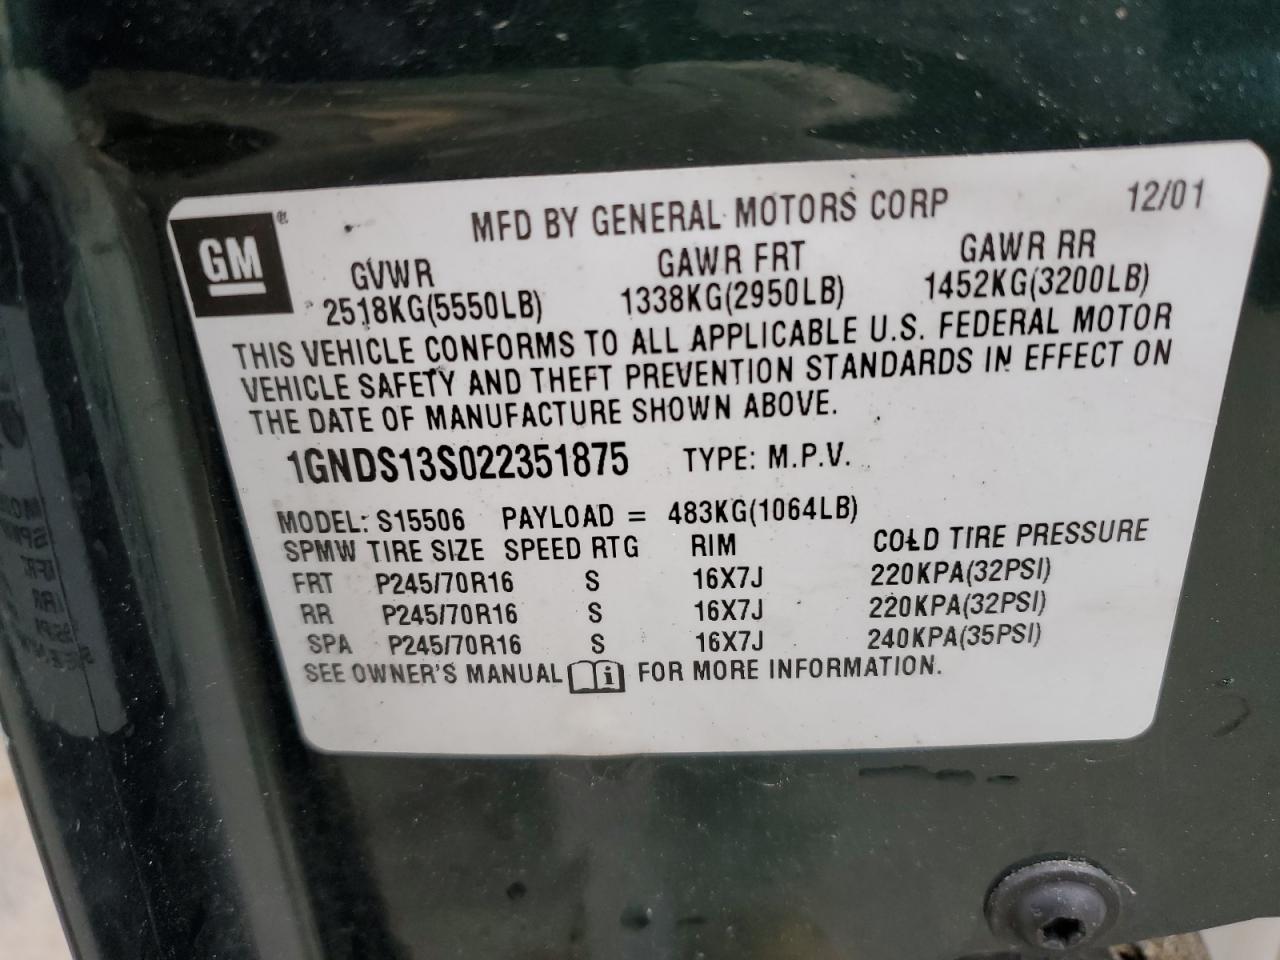 GM®
MFD BY GENERAL MOTORS CORP 12/01
GVWR GAWR FRT GAWR RR
2518KG(5550LB) 1338KG(2950LB) 1452KG(3200LB)
THIS VEHICLE CONFORMS TO ALL APPLICABLE U.S. FEDERAL MOTOR
VEHICLE SAFETY AND THEFT PREVENTION STANDARDS IN EFFECT ON
THE DATE OF MANUFACTURE SHOWN ABOVE.
1GNDS13S022351875 TYPE: M.P.V.
MODEL: S15506 PAYLOAD = 483KG(1064LB)
SPMW TIRE SIZE SPEED RTG RIM COLD TIRE PRESSURE
FRT P245/70R16 S 16X7J 220KPA(32PSI)
RR P245/70R16 S 16X7J 220KPA(32PSI)
SPA P245/70R16 S 16X7J 240KPA(35PSI)
SEE OWNER'S MANUAL i FOR MORE INFORMATION.